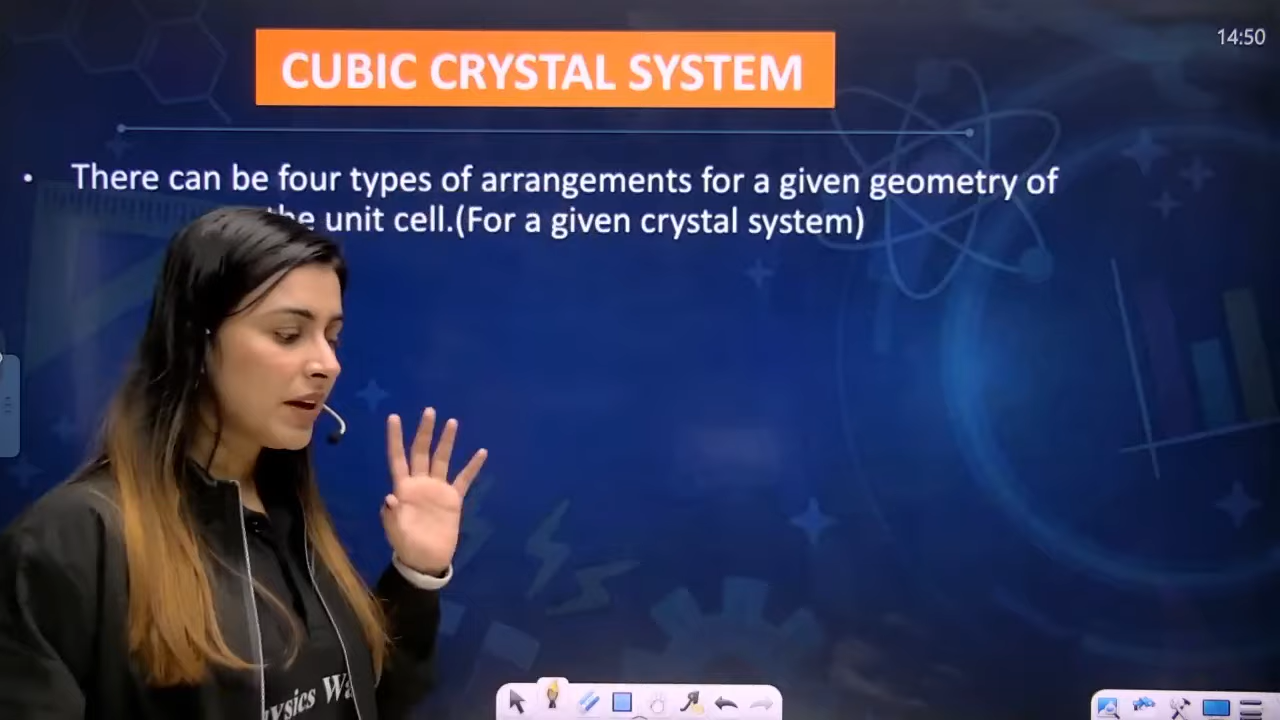 14:50
CUBIC CRYSTAL SYSTEM
• There can be four types of arrangements for a given geometry of
the unit cell.(For a given crystal system)